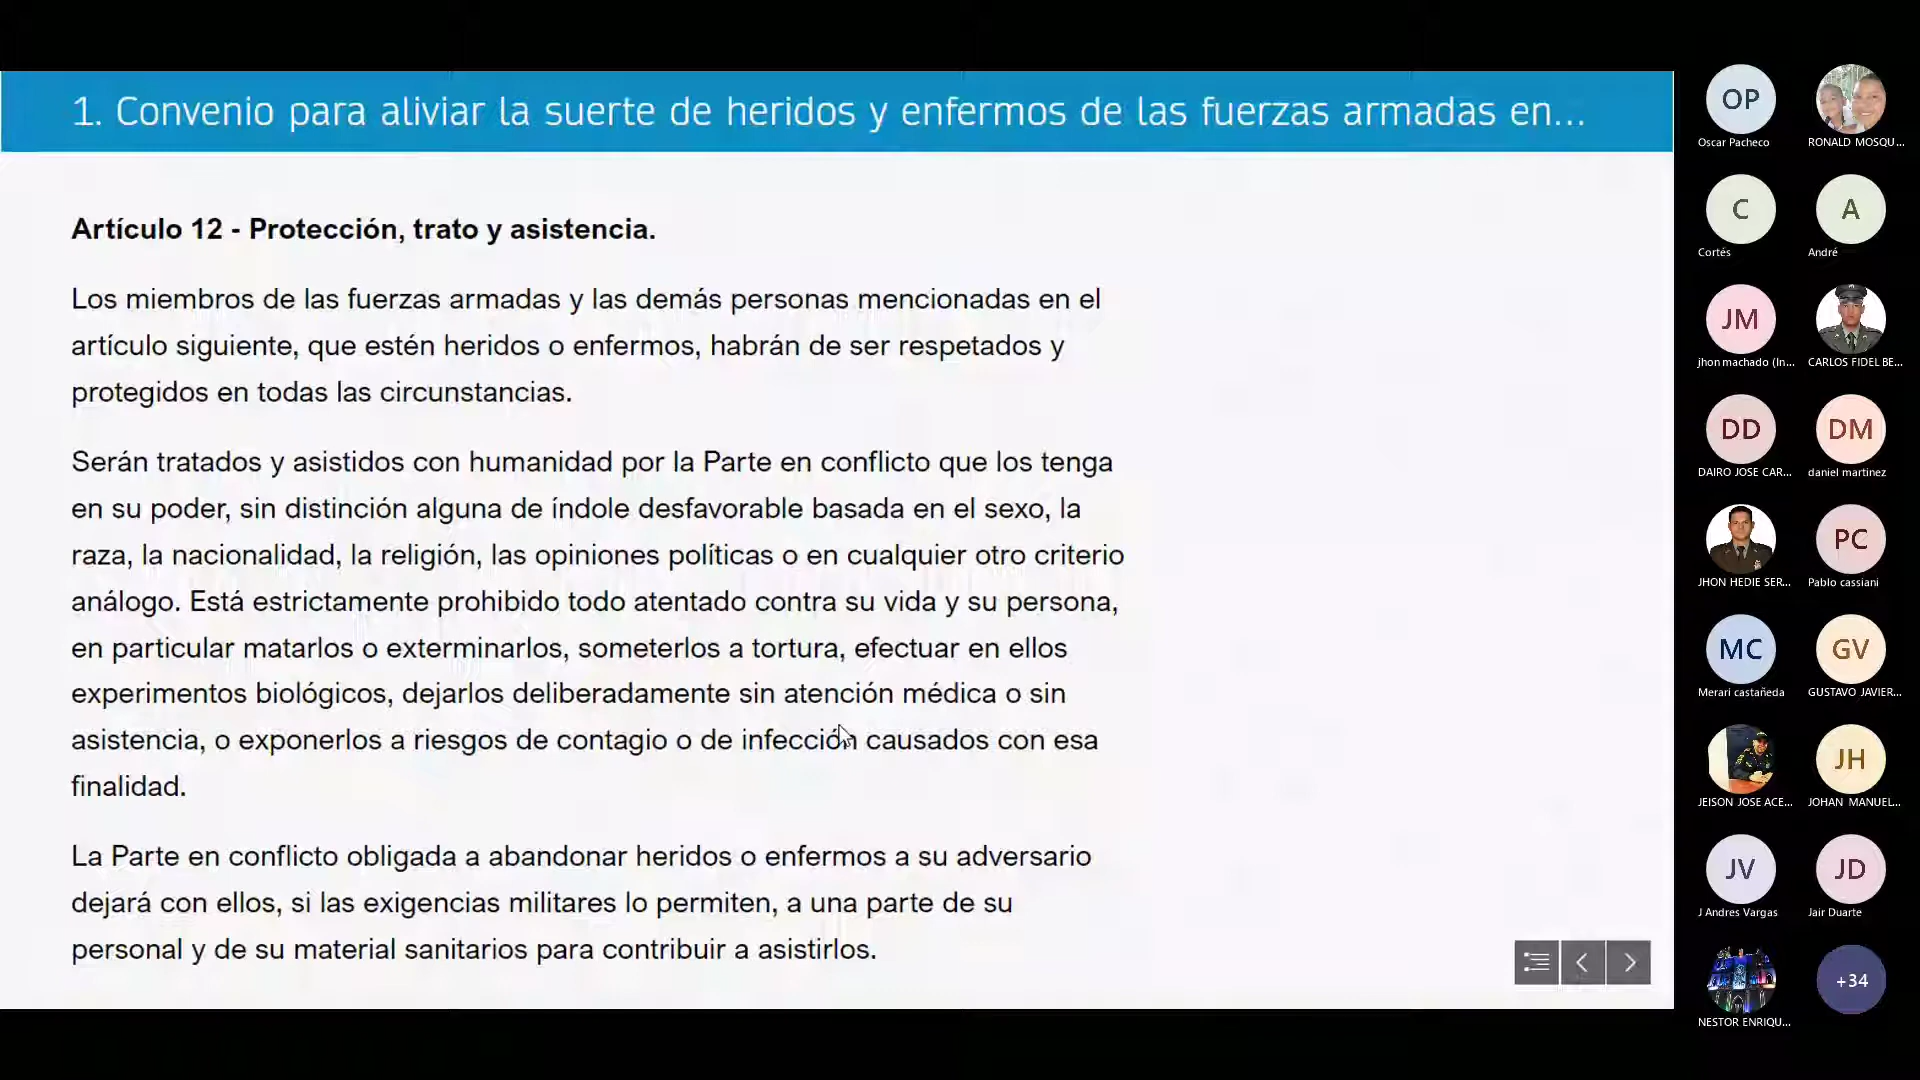 1. Convenio para aliviar la suerte de heridos y enfermos de las fuerzas armadas en...
Artículo 12 - Protección, trato y asistencia.
Los miembros de las fuerzas armadas y las demás personas mencionadas en el
artículo siguiente, que estén heridos o enfermos, habrán de ser respetados y
protegidos en todas las circunstancias.
Serán tratados y asistidos con humanidad por la Parte en conflicto que los tenga
en su poder, sin distinción alguna de índole desfavorable basada en el sexo, la
raza, la nacionalidad, la religión, las opiniones políticas o en cualquier otro criterio
análogo. Está estrictamente prohibido todo atentado contra su vida y su persona,
en particular matarlos o exterminarlos, someterlos a tortura, efectuar en ellos
experimentos biológicos, dejarlos deliberadamente sin atención médica o sin
asistencia, o exponerlos a riesgos de contagio o de infección causados con esa
finalidad.
La Parte en conflicto obligada a abandonar heridos o enfermos a su adversario
dejará con ellos, si las exigencias militares lo permiten, a una parte de su
personal y de su material sanitarios para contribuir a asistirlos.
OP
Oscar Pacheco
RONALD MOSQU...
C
Cortés
A
André
JM
jhon machado (In...
CARLOS FIDEL BE...
DD
DAIRO JOSE CAR...
DM
daniel martinez
JHON HEDIE SER...
PC
Pablo cassiani
MC
Merari castañeda
GV
GUSTAVO JAVIER...
JEISON JOSE ACE...
JH
JOHAN MANUEL...
JV
J Andres Vargas
JD
Jair Duarte
NESTOR ENRIQU...
+34